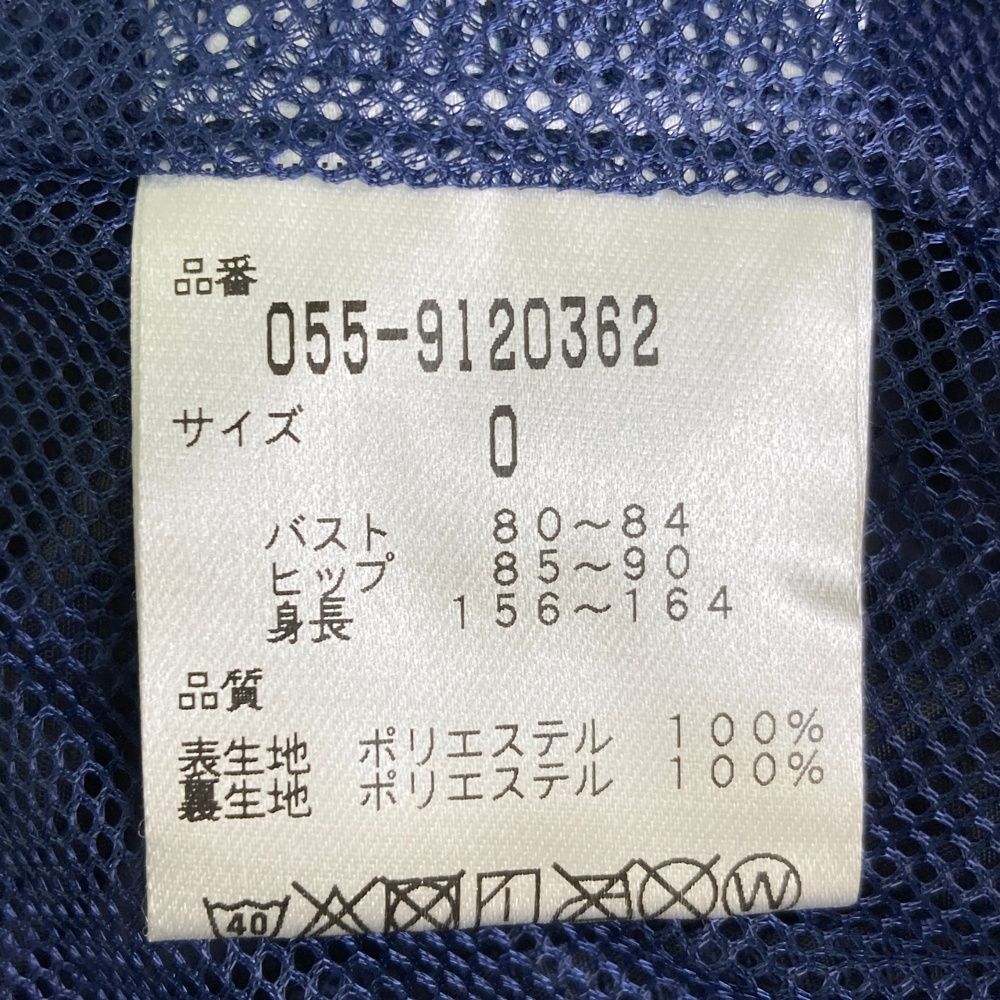 品番
055-9120362
サイズ 0
バスト 80～84
ヒップ 85～90
身長 156～164
品質
表生地 ポリエステル 100%
裏生地 ポリエステル 100%
40 W